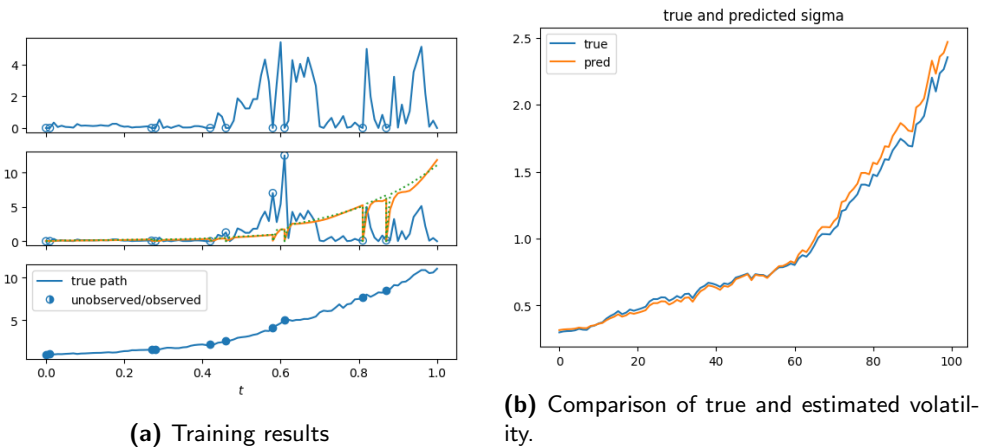 4
2
0
10
5
0
10
5
true path
unobserved/observed
0.0 0.2 0.4 0.6 0.8 1.0
t
(a) Training results
true and predicted sigma
true
pred
2.5
2.0
1.5
1.0
0.5
0 20 40 60 80 100
(b) Comparison of true and estimated volatil-
ity.